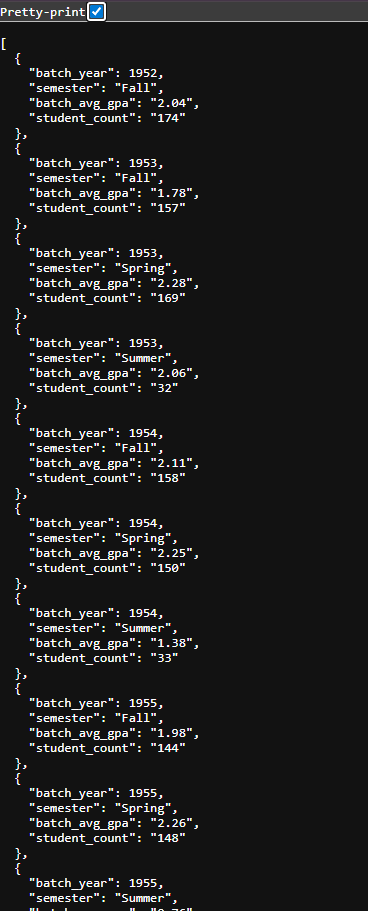 Pretty-print
[
  {
    "batch_year": 1952,
    "semester": "Fall",
    "batch_avg_gpa": "2.04",
    "student_count": "174"
  },
  {
    "batch_year": 1953,
    "semester": "Fall",
    "batch_avg_gpa": "1.78",
    "student_count": "157"
  },
  {
    "batch_year": 1953,
    "semester": "Spring",
    "batch_avg_gpa": "2.28",
    "student_count": "169"
  },
  {
    "batch_year": 1953,
    "semester": "Summer",
    "batch_avg_gpa": "2.06",
    "student_count": "32"
  },
  {
    "batch_year": 1954,
    "semester": "Fall",
    "batch_avg_gpa": "2.11",
    "student_count": "158"
  },
  {
    "batch_year": 1954,
    "semester": "Spring",
    "batch_avg_gpa": "2.25",
    "student_count": "150"
  },
  {
    "batch_year": 1954,
    "semester": "Summer",
    "batch_avg_gpa": "1.38",
    "student_count": "33"
  },
  {
    "batch_year": 1955,
    "semester": "Fall",
    "batch_avg_gpa": "1.98",
    "student_count": "144"
  },
  {
    "batch_year": 1955,
    "semester": "Spring",
    "batch_avg_gpa": "2.26",
    "student_count": "148"
  },
  {
    "batch_year": 1955,
    "semester": "Summer",